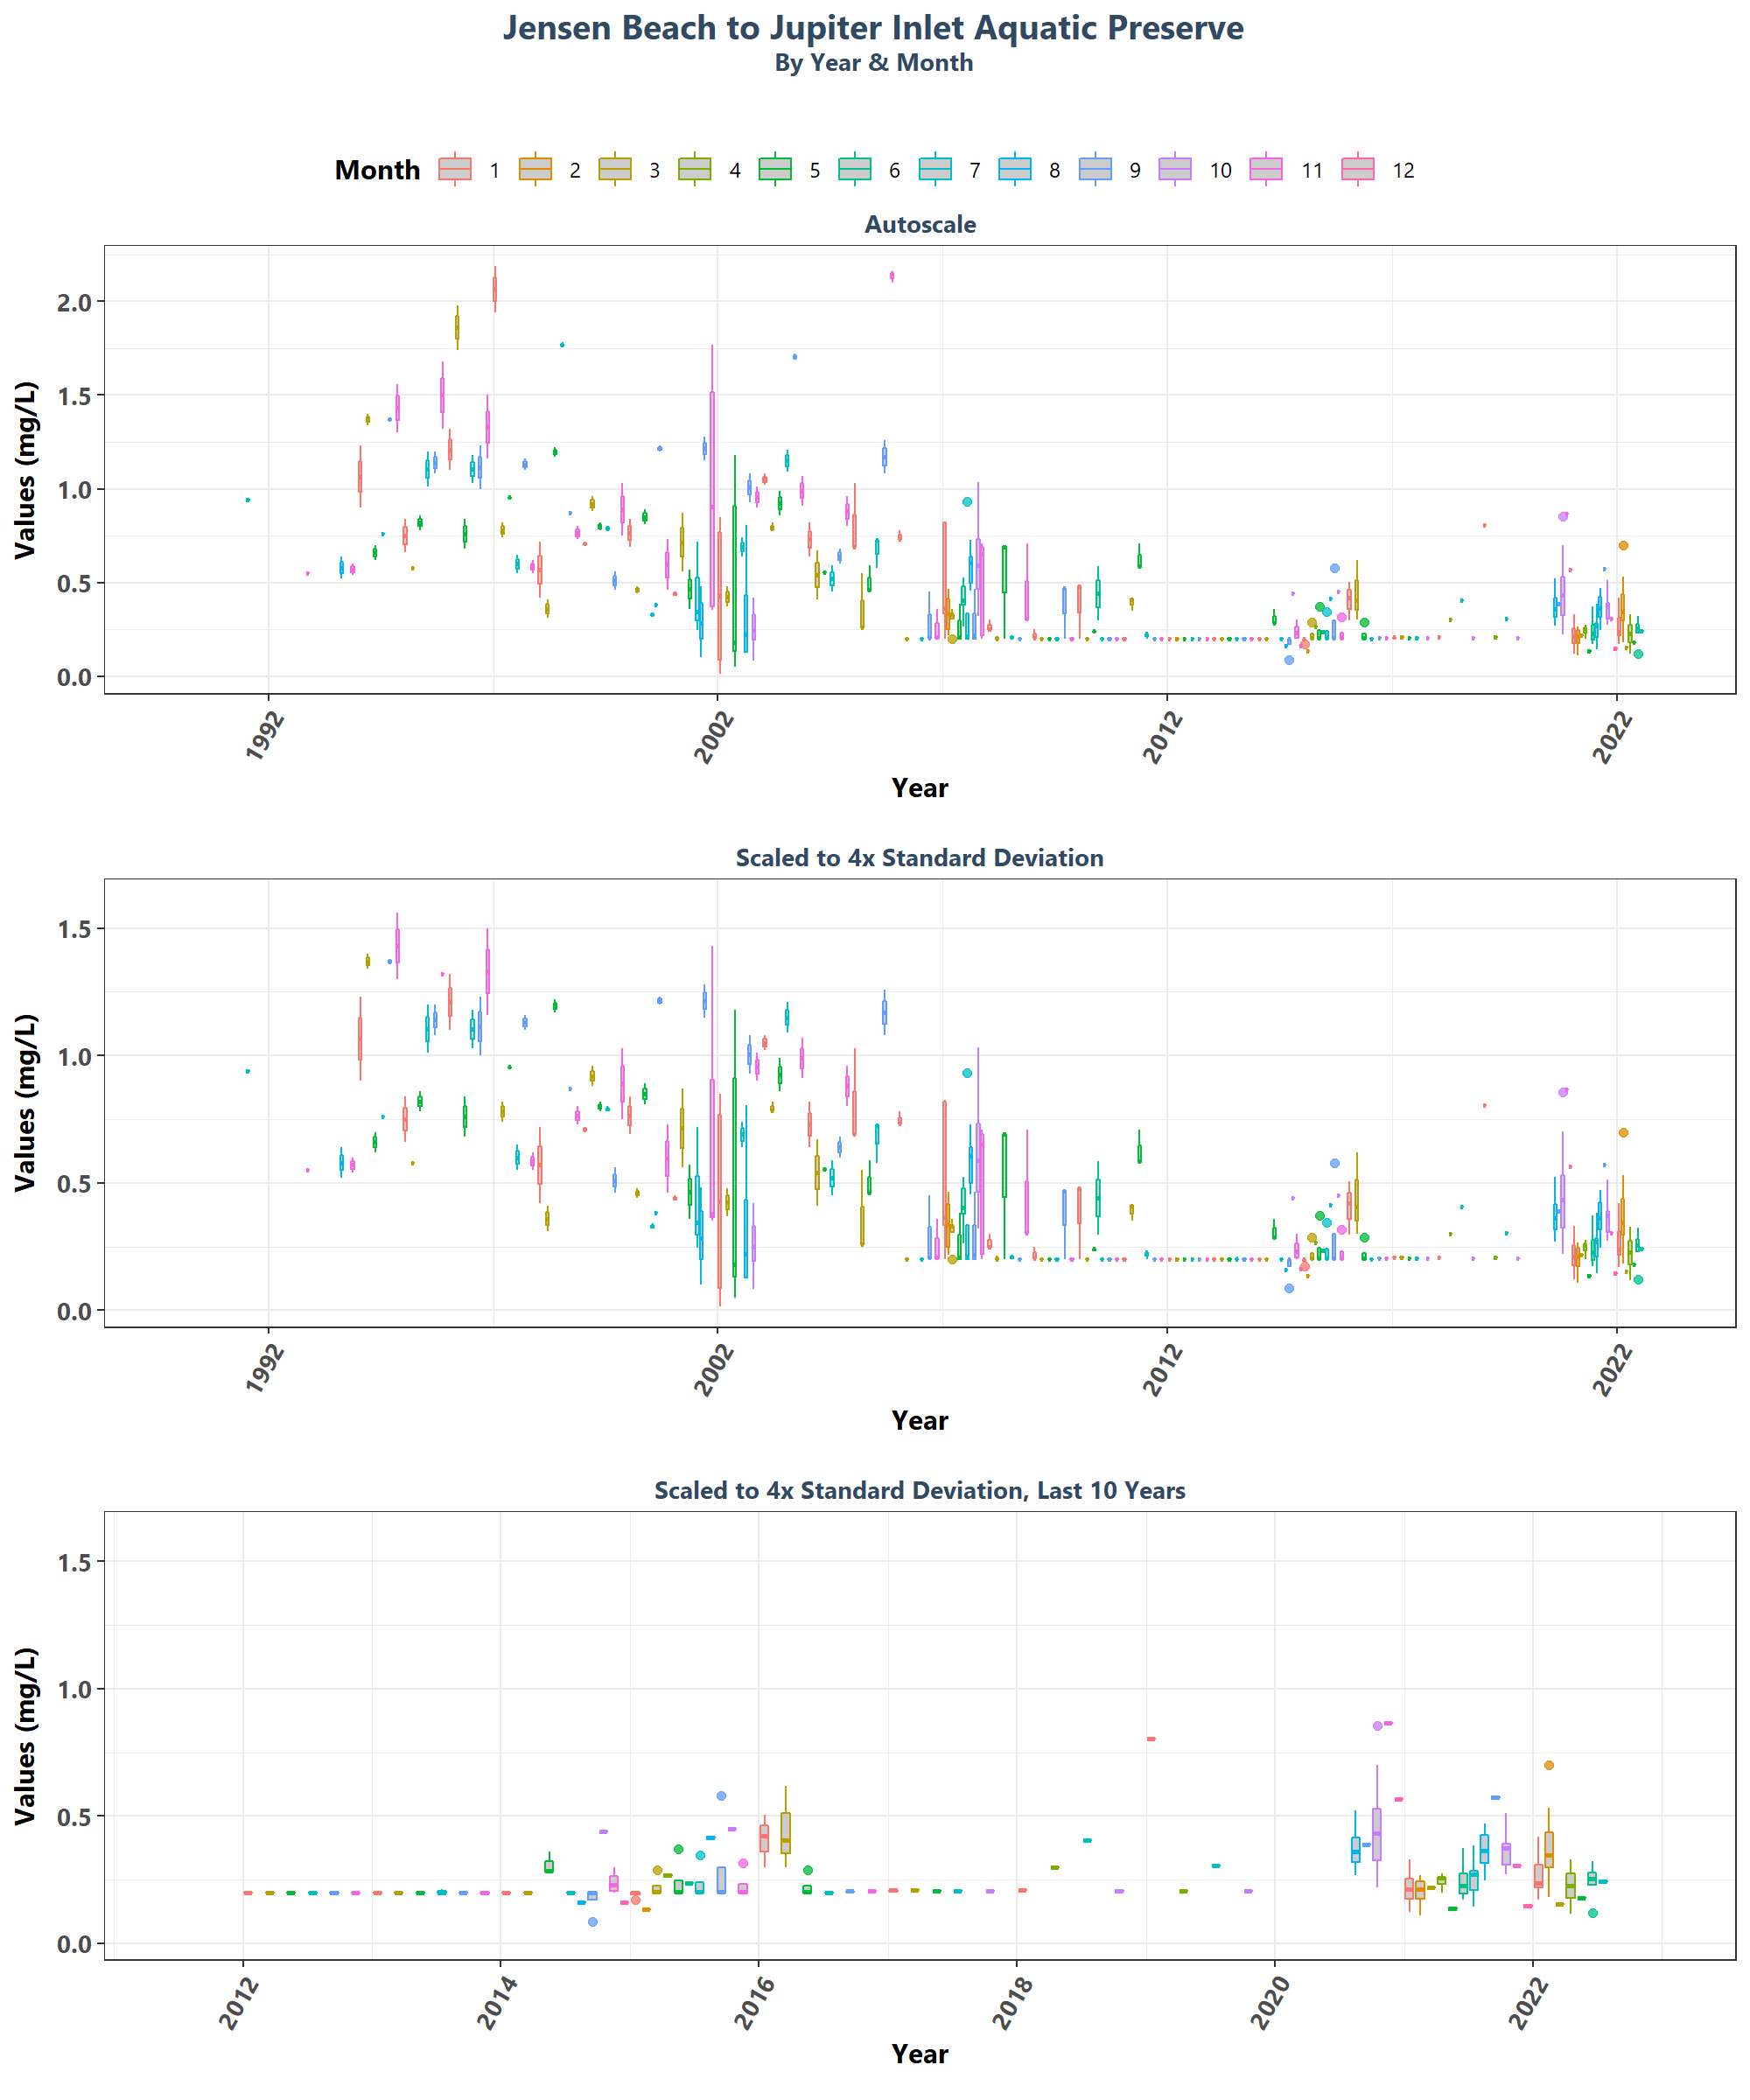 Jensen Beach to Jupiter Inlet Aquatic Preserve
By Year & Month
Month 1 2 3 4 5 6 7 8 9 10 11 12
Autoscale
Values (mg/L)
2.0
1.5
1.0
0.5
0.0
1992 2002 2012 2022
Year
Scaled to 4x Standard Deviation
Values (mg/L)
1.5
1.0
0.5
0.0
1992 2002 2012 2022
Year
Scaled to 4x Standard Deviation, Last 10 Years
Values (mg/L)
1.5
1.0
0.5
0.0
2012 2014 2016 2018 2020 2022
Year